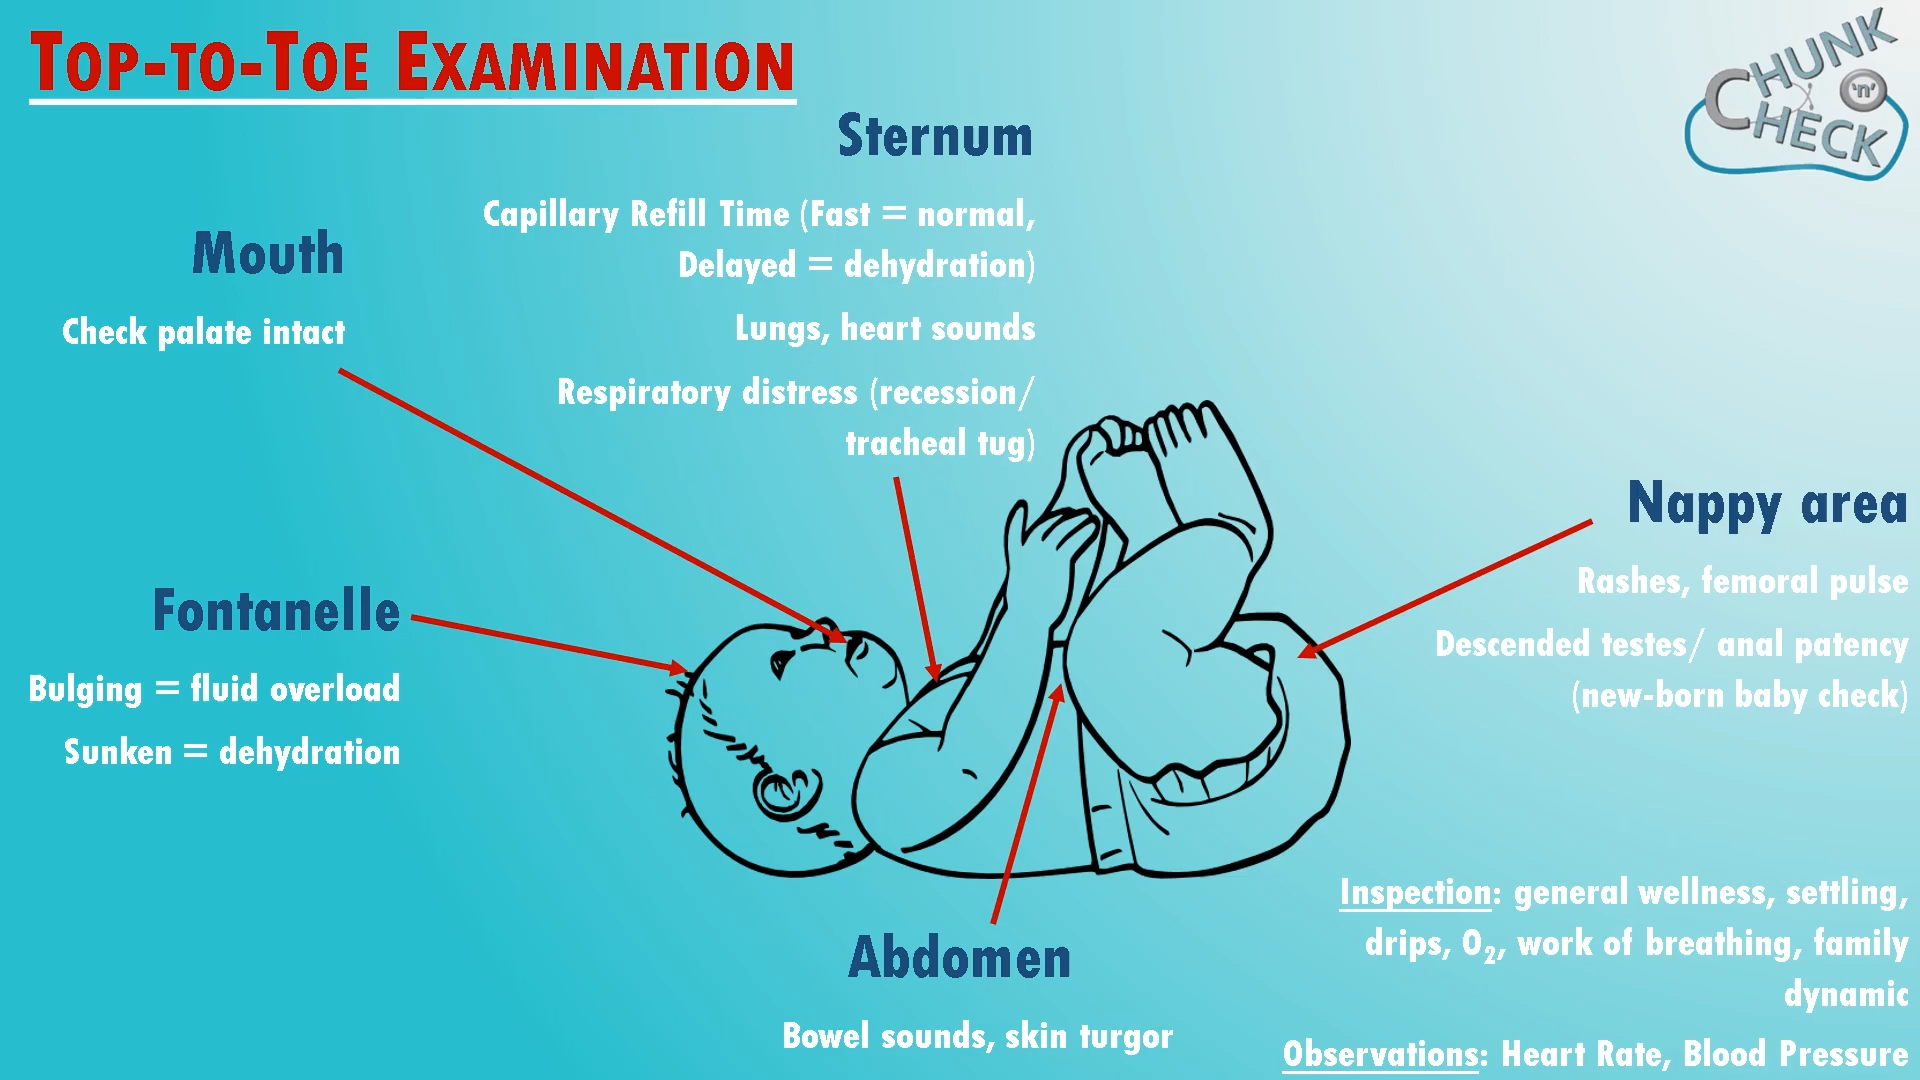 TOP-TO-TOE EXAMINATION
CHUNK
'n'
CHECK
Sternum
Capillary Refill Time (Fast = normal,
Delayed = dehydration)
Lungs, heart sounds
Respiratory distress (recession/
tracheal tug)
Mouth
Check palate intact
Fontanelle
Bulging = fluid overload
Sunken = dehydration
Nappy area
Rashes, femoral pulse
Descended testes/ anal patency
(new-born baby check)
Abdomen
Bowel sounds, skin turgor
Inspection: general wellness, settling,
drips, O₂, work of breathing, family
dynamic
Observations: Heart Rate, Blood Pressure